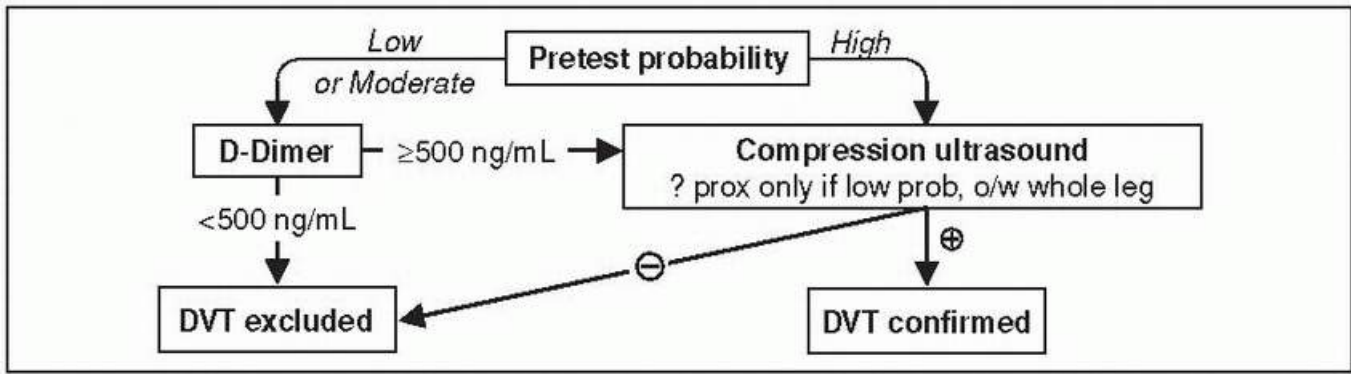 Low
or Moderate
Pretest probability
High
D-Dimer
≥500 ng/mL
Compression ultrasound
? prox only if low prob, o/w whole leg
<500 ng/mL
⊖
⊕
DVT excluded
DVT confirmed